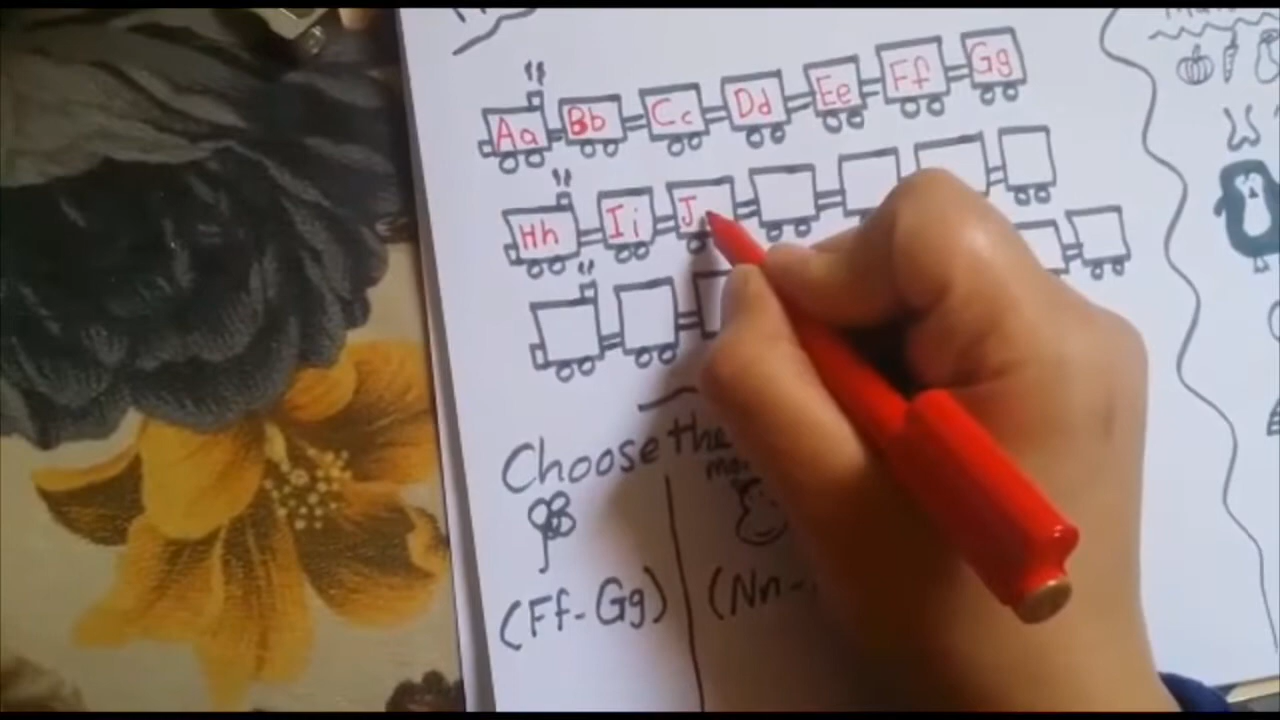 Aa Bb Cc Dd Ee Ff Gg
Hh Ii J
Choose the
(Ff-Gg) (Nn-